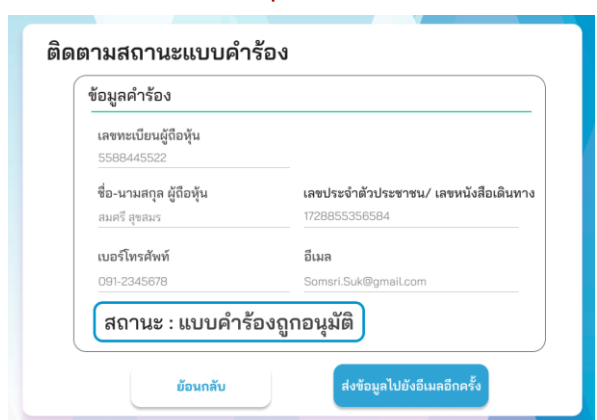 ติดตามสถานะแบบคำร้อง
ข้อมูลคำร้อง
เลขทะเบียนผู้ถือหุ้น
5588445522
ชื่อ-นามสกุล ผู้ถือหุ้น
เลขประจำตัวประชาชน/ เลขหนังสือเดินทาง
สมศรี สุขสมร
1728855356584
เบอร์โทรศัพท์
อีเมล
091-2345678
Somsri.Suk@gmail.com
สถานะ : แบบคำร้องถูกอนุมัติ
ย้อนกลับ
ส่งข้อมูลไปยังอีเมลอีกครั้ง